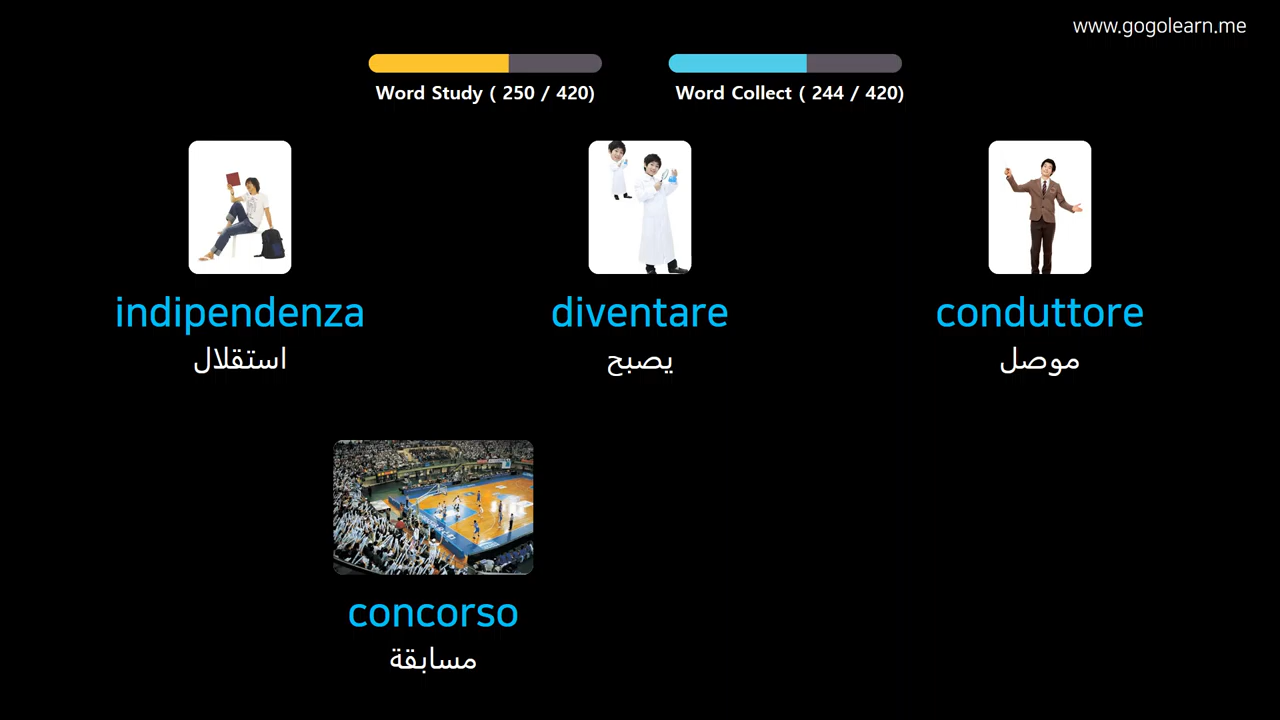 www.gogolearn.me
Word Study ( 250 / 420)
Word Collect ( 244 / 420)
indipendenza
استقلال
diventare
يصبح
conduttore
موصل
concorso
مسابقة